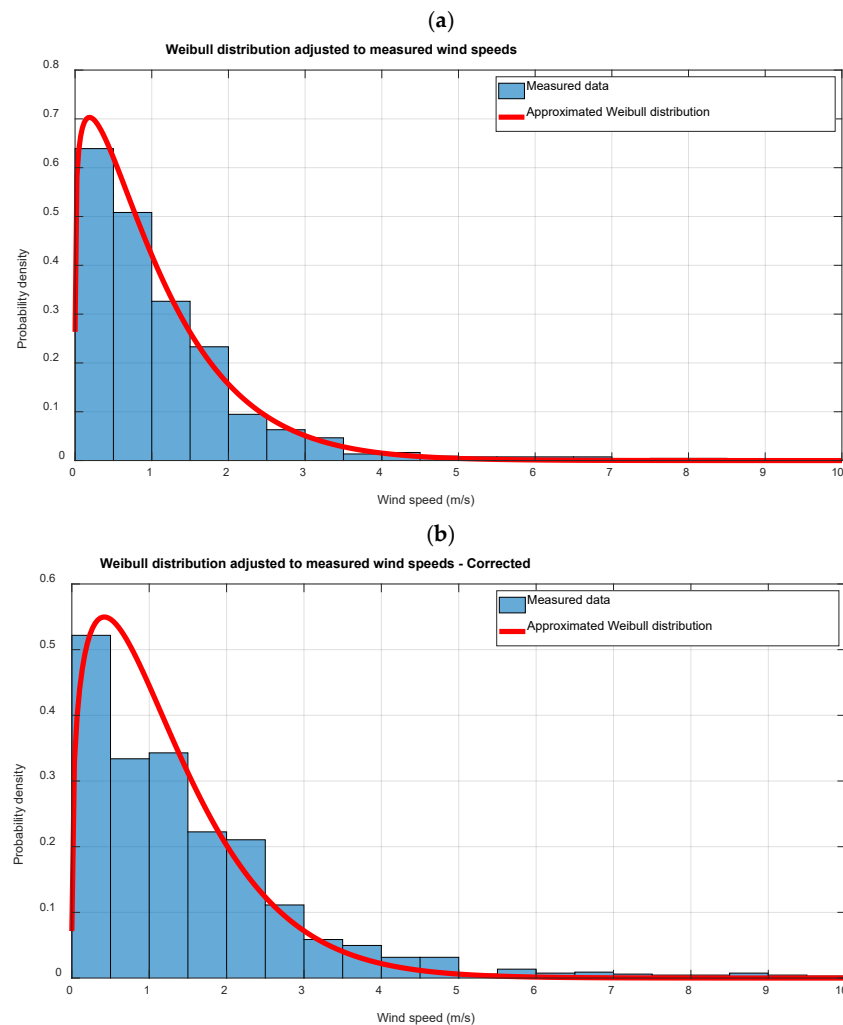 (a)
Weibull distribution adjusted to measured wind speeds
0.8
0.7
0.6
0.5
0.4
0.3
0.2
0.1
0
Probability density
Measured data
Approximated Weibull distribution
0 1 2 3 4 5 6 7 8 9 10
Wind speed (m/s)
(b)
Weibull distribution adjusted to measured wind speeds - Corrected
0.6
0.5
0.4
0.3
0.2
0.1
0
Probability density
Measured data
Approximated Weibull distribution
0 1 2 3 4 5 6 7 8 9 10
Wind speed (m/s)